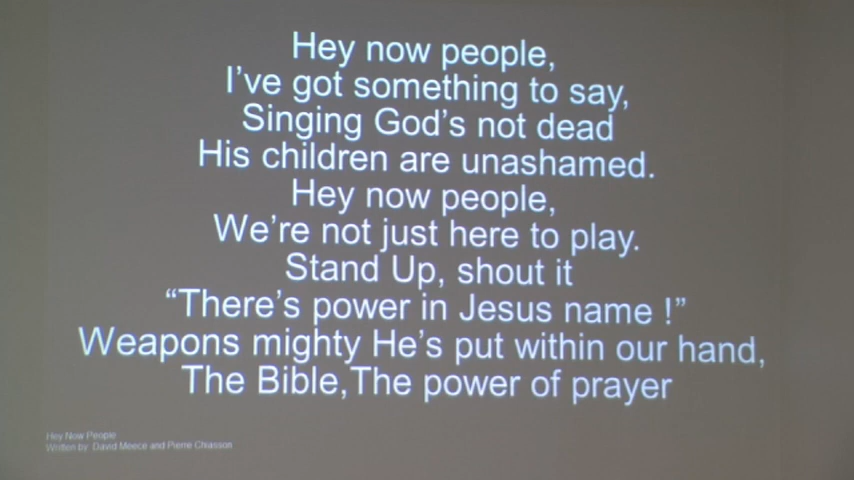 Hey now people,
I've got something to say,
Singing God's not dead
His children are unashamed.
Hey now people,
We're not just here to play.
Stand Up, shout it
“There's power in Jesus name !”
Weapons mighty He's put within our hand,
The Bible,The power of prayer
Hey Now People
Written by: David Meece and Pierre Chiasson